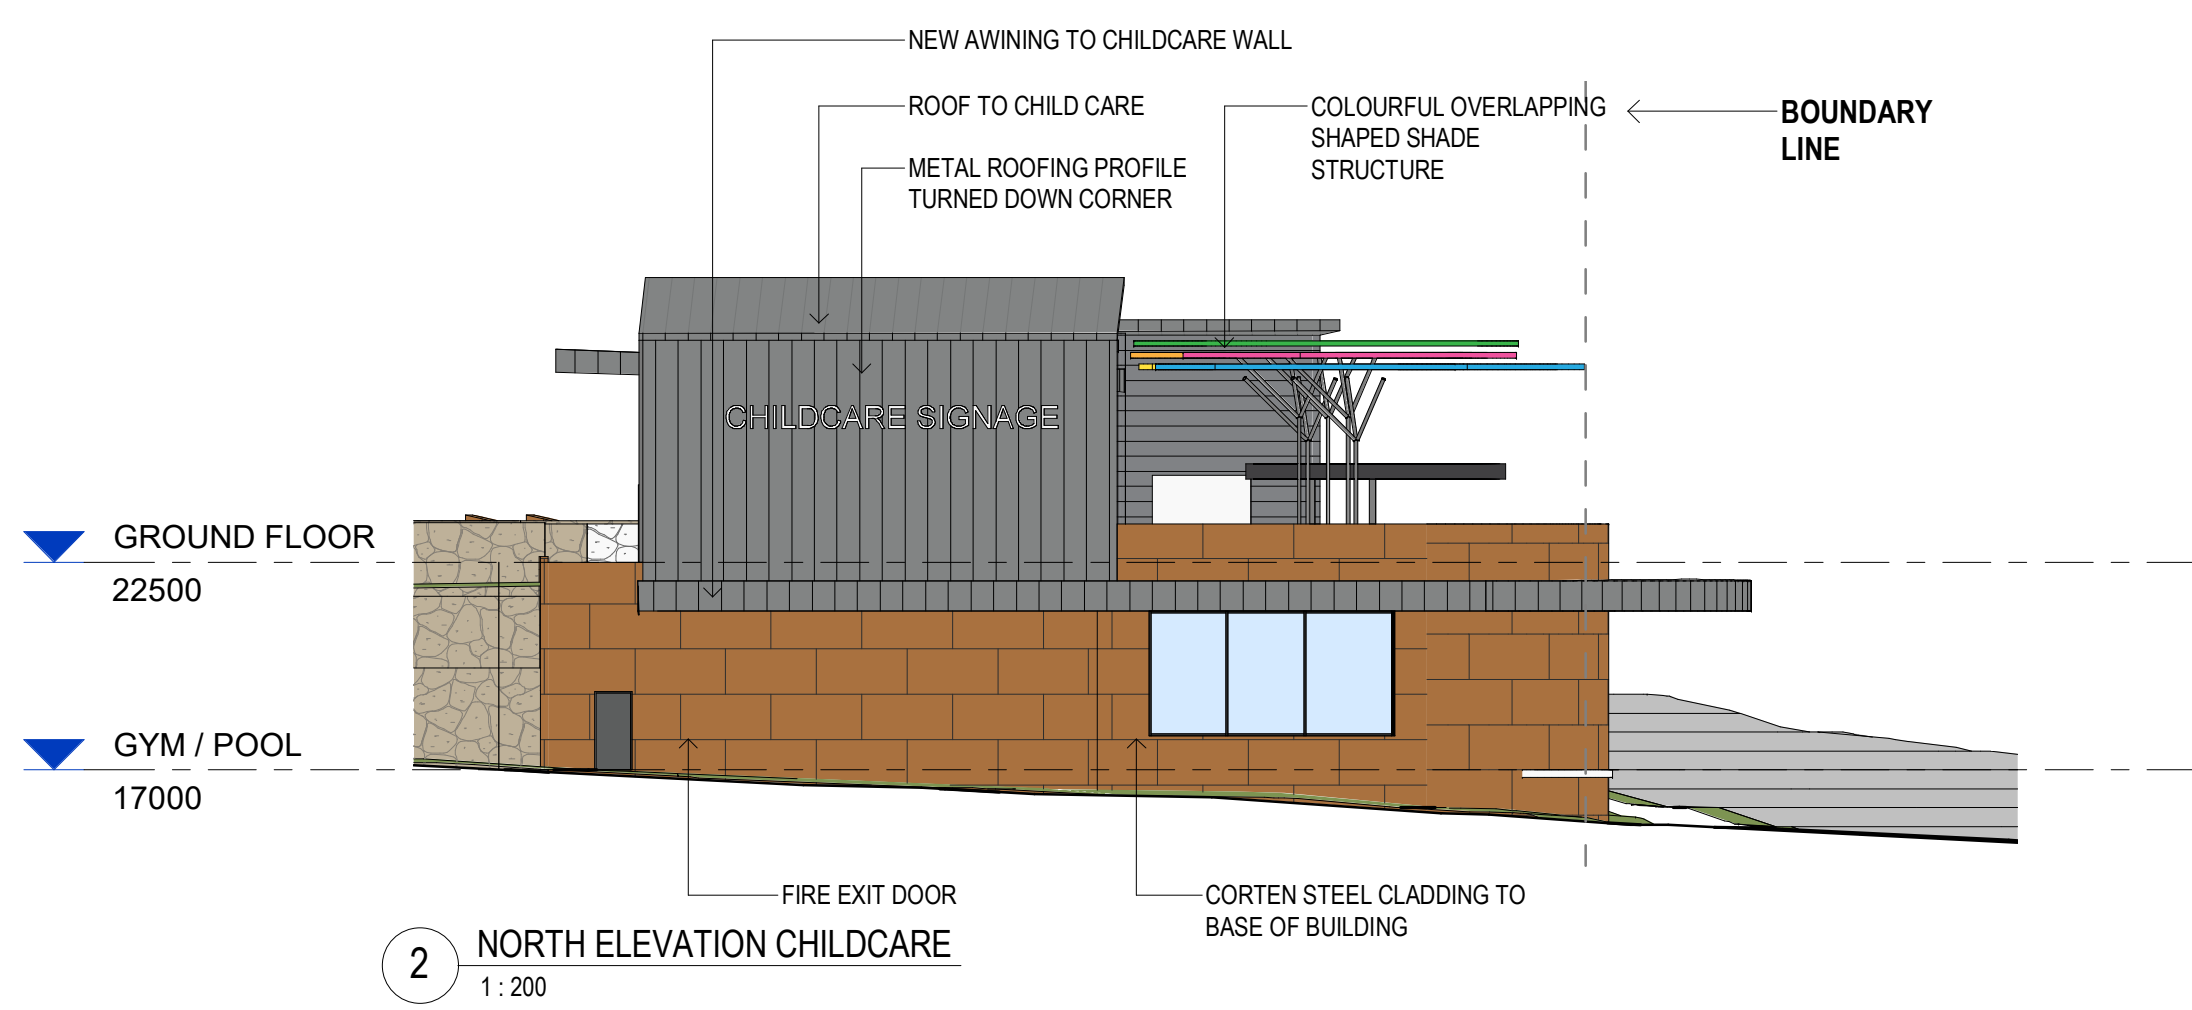 NEW AWINING TO CHILDCARE WALL
ROOF TO CHILD CARE
METAL ROOFING PROFILE
TURNED DOWN CORNER
COLOURFUL OVERLAPPING
SHAPED SHADE
STRUCTURE
BOUNDARY
LINE
CHILDCARE SIGNAGE
GROUND FLOOR
22500
GYM / POOL
17000
FIRE EXIT DOOR
CORTEN STEEL CLADDING TO
BASE OF BUILDING
2
NORTH ELEVATION CHILDCARE
1 : 200